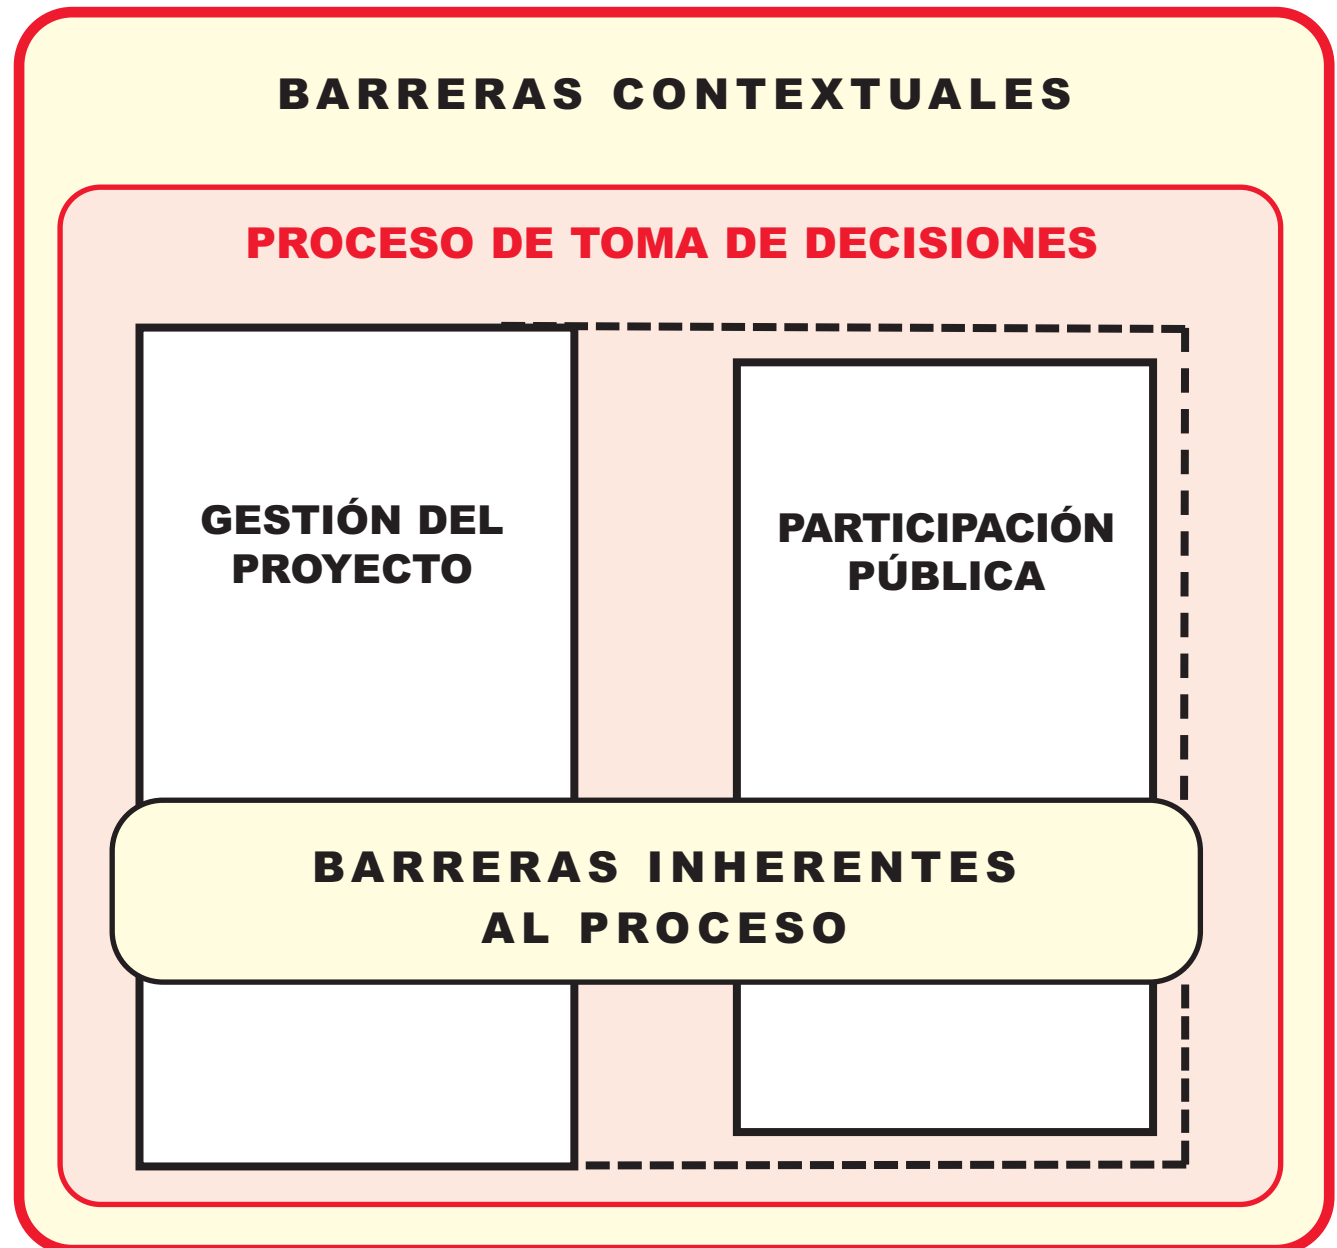 BARRERAS CONTEXTUALES
PROCESO DE TOMA DE DECISIONES
GESTIÓN DEL
PROYECTO
PARTICIPACIÓN
PÚBLICA
BARRERAS INHERENTES
AL PROCESO